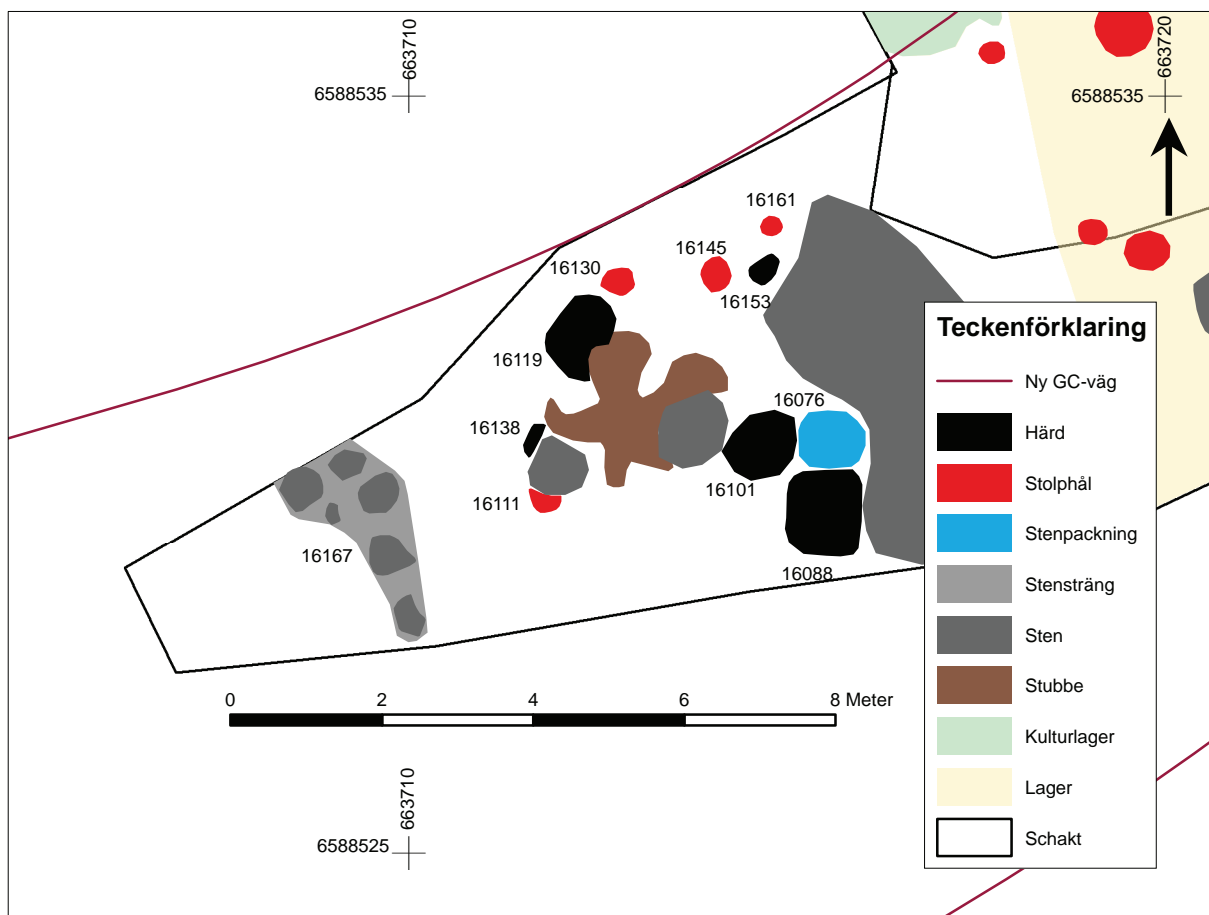 663710
663720
6588535
6588535
16161
16145
16130
16153
16119
16076
16138
16111
16101
16167
16088
Teckenförklaring
Ny GC-väg
Härd
Stolphål
Stenpackning
Stensträng
Sten
Stubbe
Kulturlager
Lager
Schakt
0 2 4 6 8 Meter
663710
6588525